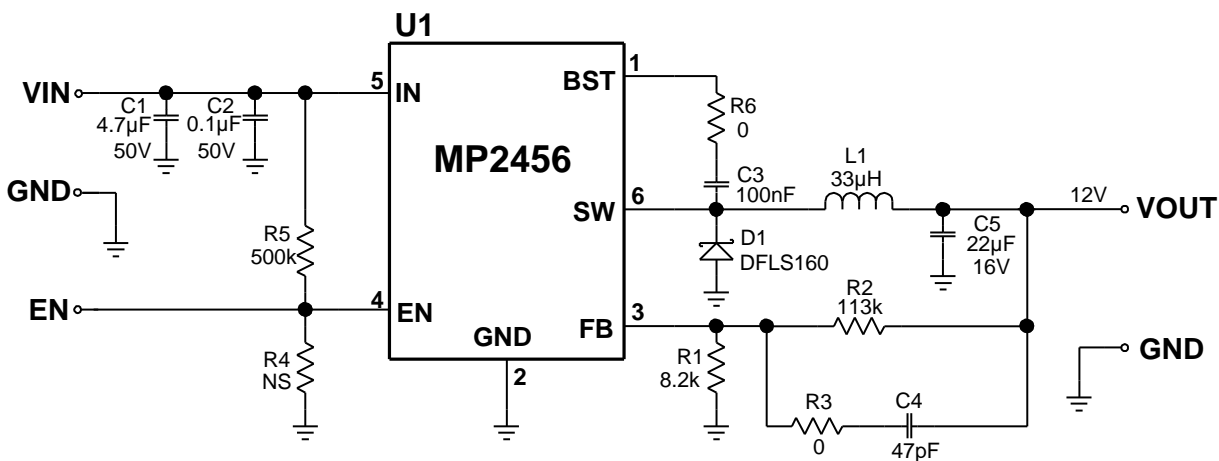 U1
VIN
C1
4.7µF
50V
C2
0.1µF
50V
5
IN
BST
1
R6
0
MP2456
GND
C3
100nF
L1
33µH
SW
6
12V
VOUT
R5
500k
D1
DFLS160
C5
22µF
16V
EN
4
EN
FB
3
R2
113k
GND
2
R4
NS
R1
8.2k
GND
R3
0
C4
47pF